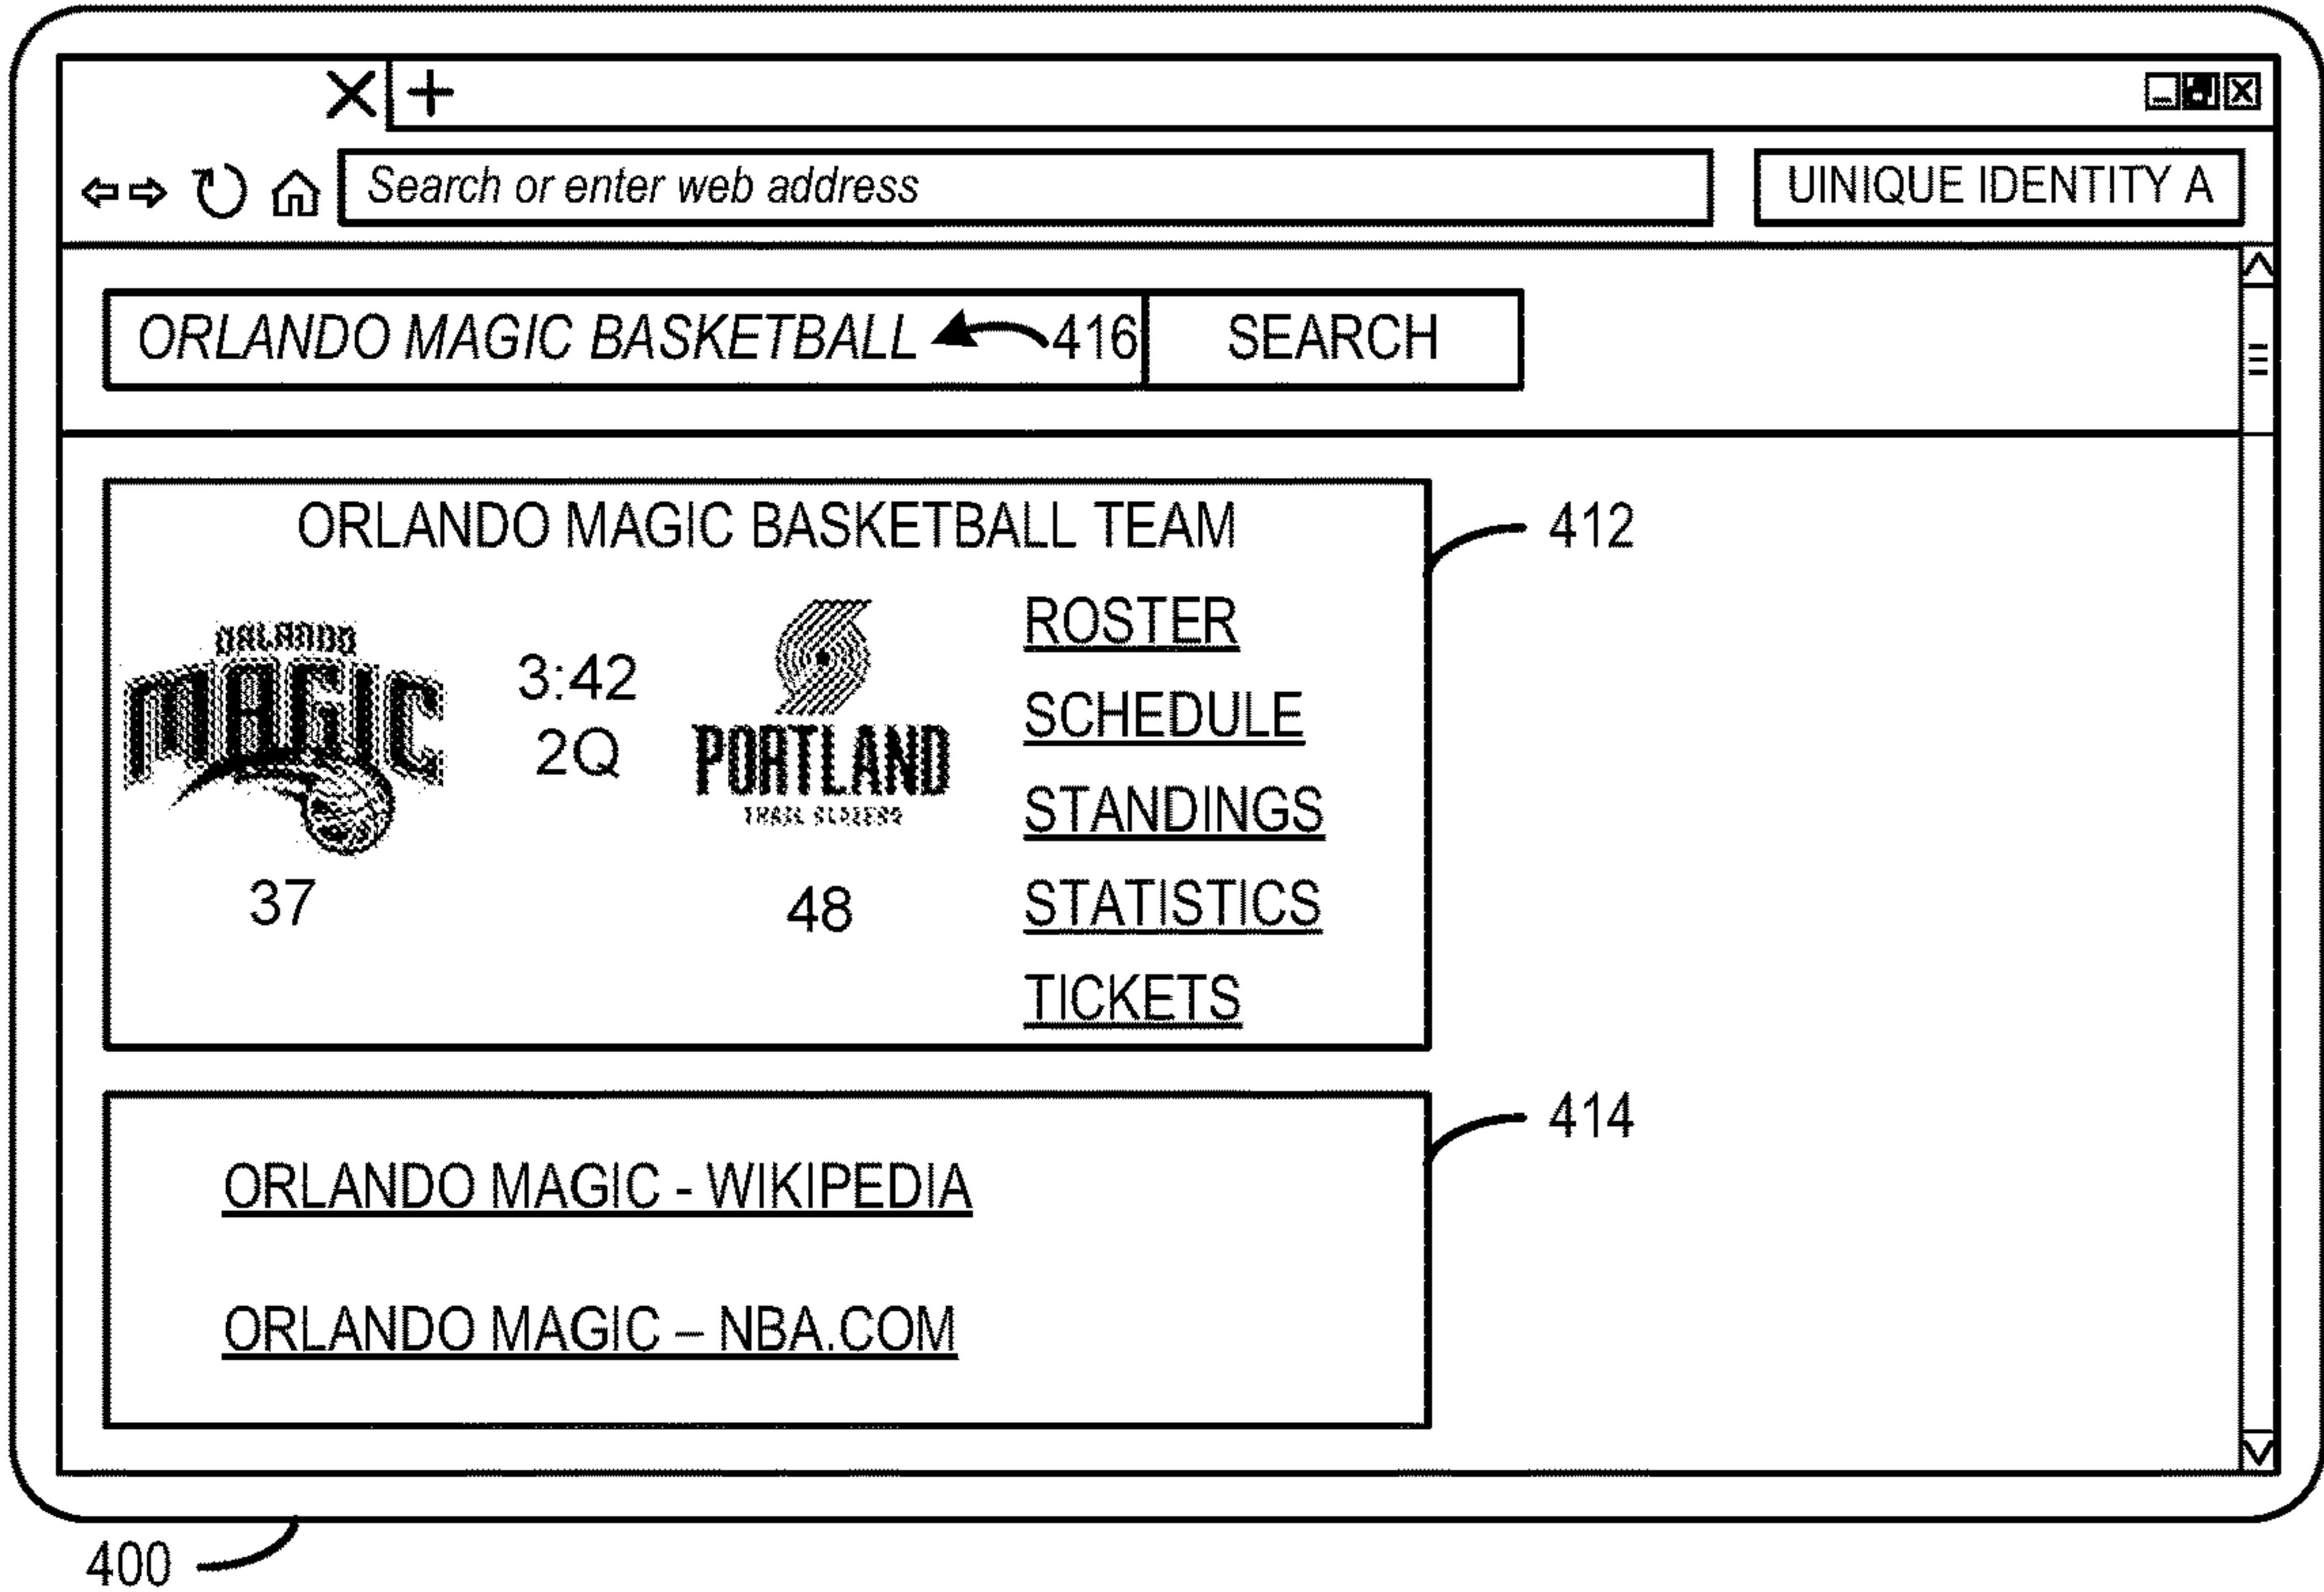 Search or enter web address
UINIQUE IDENTITY A
ORLANDO MAGIC BASKETBALL 416 SEARCH
ORLANDO MAGIC BASKETBALL TEAM
412
ORLANDO
MAGIC
37
3:42
2Q
PORTLAND
TRAIL BLAZERS
48
ROSTER
SCHEDULE
STANDINGS
STATISTICS
TICKETS
414
ORLANDO MAGIC - WIKIPEDIA
ORLANDO MAGIC – NBA.COM
400